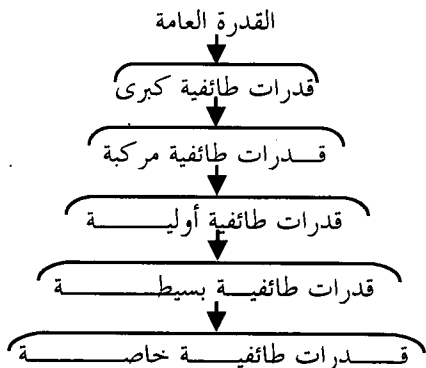 القدرة العامة
قدرات طائفية كبرى
قدرات طائفية مركبة
قدرات طائفية أولية
قدرات طائفية بسيطة
قدرات طائفية خاصة